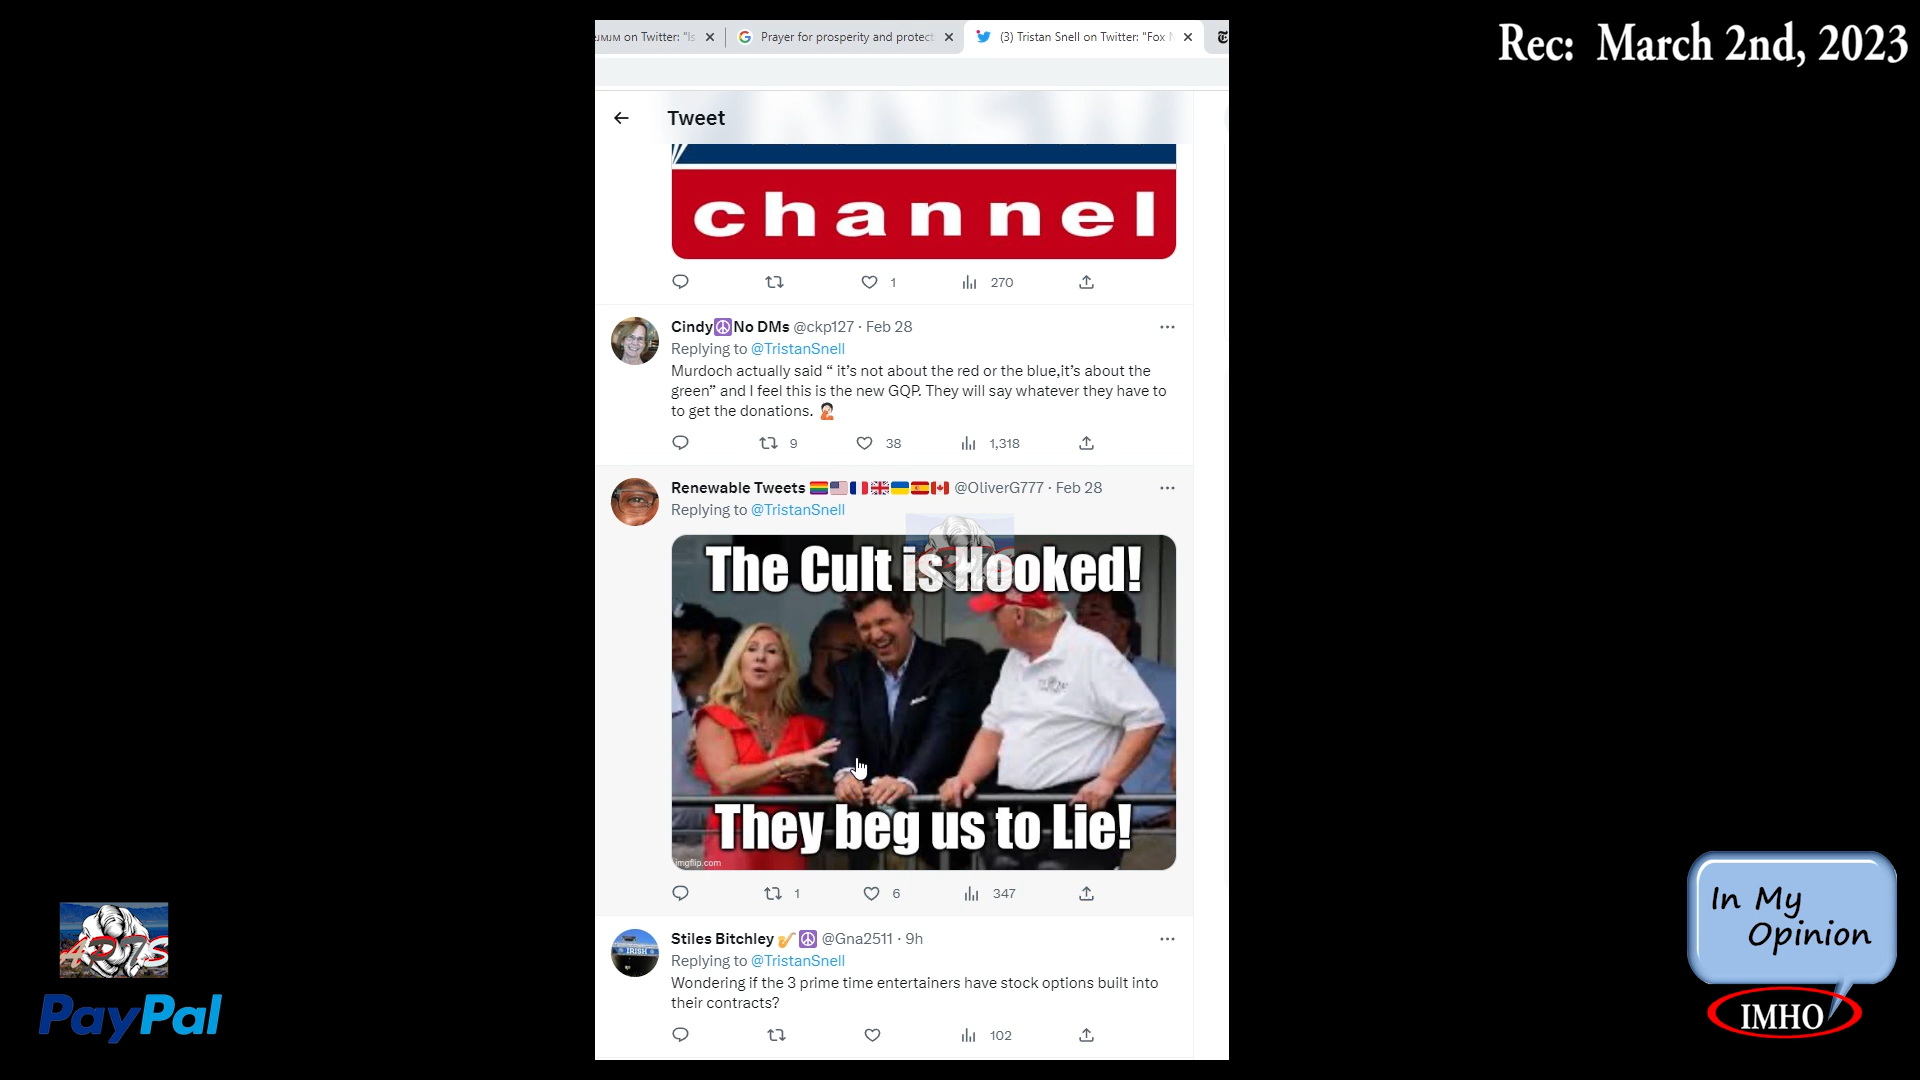 Rec: March 2nd, 2023
on Twitter: "Is
Prayer for prosperity and protect
(3) Tristan Snell on Twitter: "Fox N
Tweet
channel
1
270
Cindy☮No DMs @ckp127 · Feb 28
Replying to @TristanSnell
Murdoch actually said “ it’s not about the red or the blue,it’s about the
green” and I feel this is the new GQP. They will say whatever they have to
to get the donations.
9
38
1,318
Renewable Tweets @OliverG777 · Feb 28
Replying to @TristanSnell
The Cult is Hooked!
They beg us to Lie!
imgflip.com
1
6
347
Stiles Bitchley @Gna2511 · 9h
IRISH
Replying to @TristanSnell
Wondering if the 3 prime time entertainers have stock options built into
their contracts?
102
PayPal
In My
Opinion
IMHO